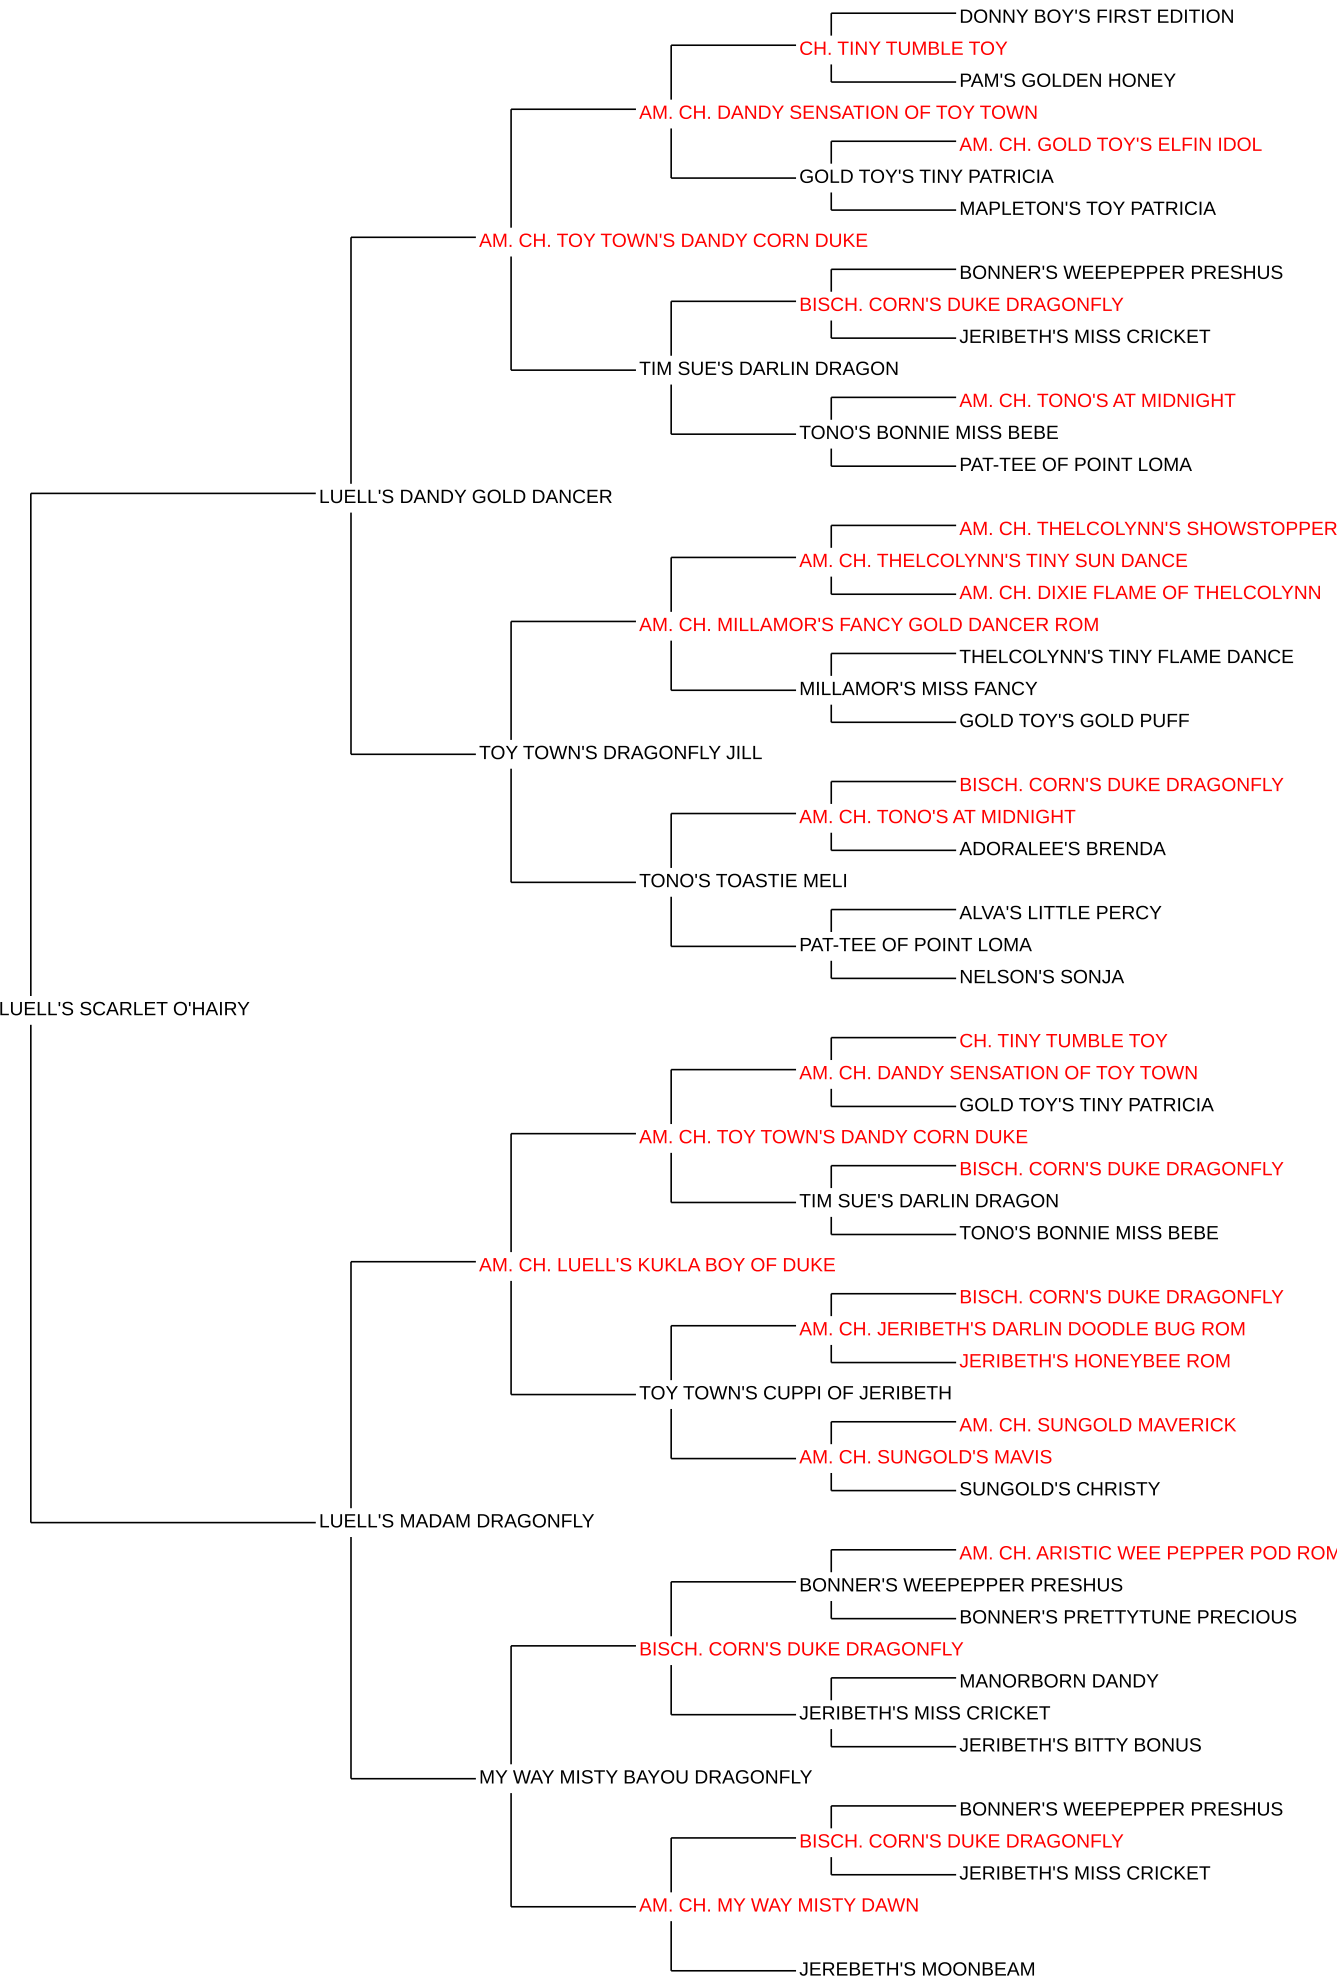 DONNY BOY'S FIRST EDITION
CH. TINY TUMBLE TOY
PAM'S GOLDEN HONEY
AM. CH. DANDY SENSATION OF TOY TOWN
AM. CH. GOLD TOY'S ELFIN IDOL
GOLD TOY'S TINY PATRICIA
MAPLETON'S TOY PATRICIA
AM. CH. TOY TOWN'S DANDY CORN DUKE
BONNER'S WEEPEPPER PRESHUS
BISCH. CORN'S DUKE DRAGONFLY
JERIBETH'S MISS CRICKET
TIM SUE'S DARLIN DRAGON
AM. CH. TONO'S AT MIDNIGHT
TONO'S BONNIE MISS BEBE
PAT-TEE OF POINT LOMA
LUELL'S DANDY GOLD DANCER
AM. CH. THELCOLYNN'S SHOWSTOPPER
AM. CH. THELCOLYNN'S TINY SUN DANCE
AM. CH. DIXIE FLAME OF THELCOLYNN
AM. CH. MILLAMOR'S FANCY GOLD DANCER ROM
THELCOLYNN'S TINY FLAME DANCE
MILLAMOR'S MISS FANCY
GOLD TOY'S GOLD PUFF
TOY TOWN'S DRAGONFLY JILL
BISCH. CORN'S DUKE DRAGONFLY
AM. CH. TONO'S AT MIDNIGHT
ADORALEE'S BRENDA
TONO'S TOASTIE MELI
ALVA'S LITTLE PERCY
PAT-TEE OF POINT LOMA
NELSON'S SONJA
LUELL'S SCARLET O'HAIRY
CH. TINY TUMBLE TOY
AM. CH. DANDY SENSATION OF TOY TOWN
GOLD TOY'S TINY PATRICIA
AM. CH. TOY TOWN'S DANDY CORN DUKE
BISCH. CORN'S DUKE DRAGONFLY
TIM SUE'S DARLIN DRAGON
TONO'S BONNIE MISS BEBE
AM. CH. LUELL'S KUKLA BOY OF DUKE
BISCH. CORN'S DUKE DRAGONFLY
AM. CH. JERIBETH'S DARLIN DOODLE BUG ROM
JERIBETH'S HONEYBEE ROM
TOY TOWN'S CUPPI OF JERIBETH
AM. CH. SUNGOLD MAVERICK
AM. CH. SUNGOLD'S MAVIS
SUNGOLD'S CHRISTY
LUELL'S MADAM DRAGONFLY
AM. CH. ARISTIC WEE PEPPER POD ROM
BONNER'S WEEPEPPER PRESHUS
BONNER'S PRETTYTUNE PRECIOUS
BISCH. CORN'S DUKE DRAGONFLY
MANORBORN DANDY
JERIBETH'S MISS CRICKET
JERIBETH'S BITTY BONUS
MY WAY MISTY BAYOU DRAGONFLY
BONNER'S WEEPEPPER PRESHUS
BISCH. CORN'S DUKE DRAGONFLY
JERIBETH'S MISS CRICKET
AM. CH. MY WAY MISTY DAWN
JEREBETH'S MOONBEAM